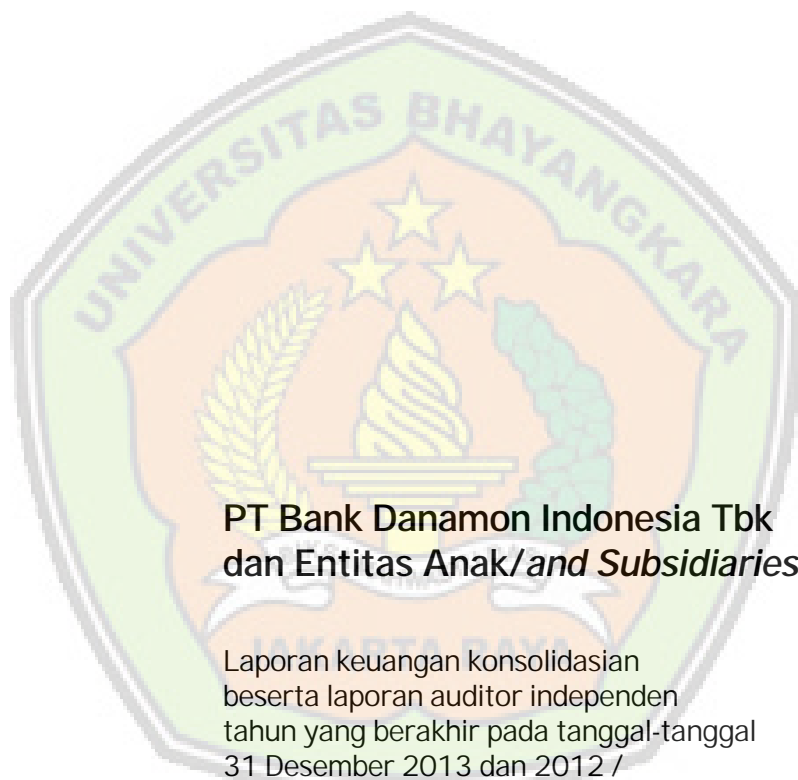 UNIVERSITAS BHAYANGKARA
PT Bank Danamon Indonesia Tbk
dan Entitas Anak/and Subsidiaries
JAKARTA RAYA
Laporan keuangan konsolidasian
beserta laporan auditor independen
tahun yang berakhir pada tanggal-tanggal
31 Desember 2013 dan 2012 /